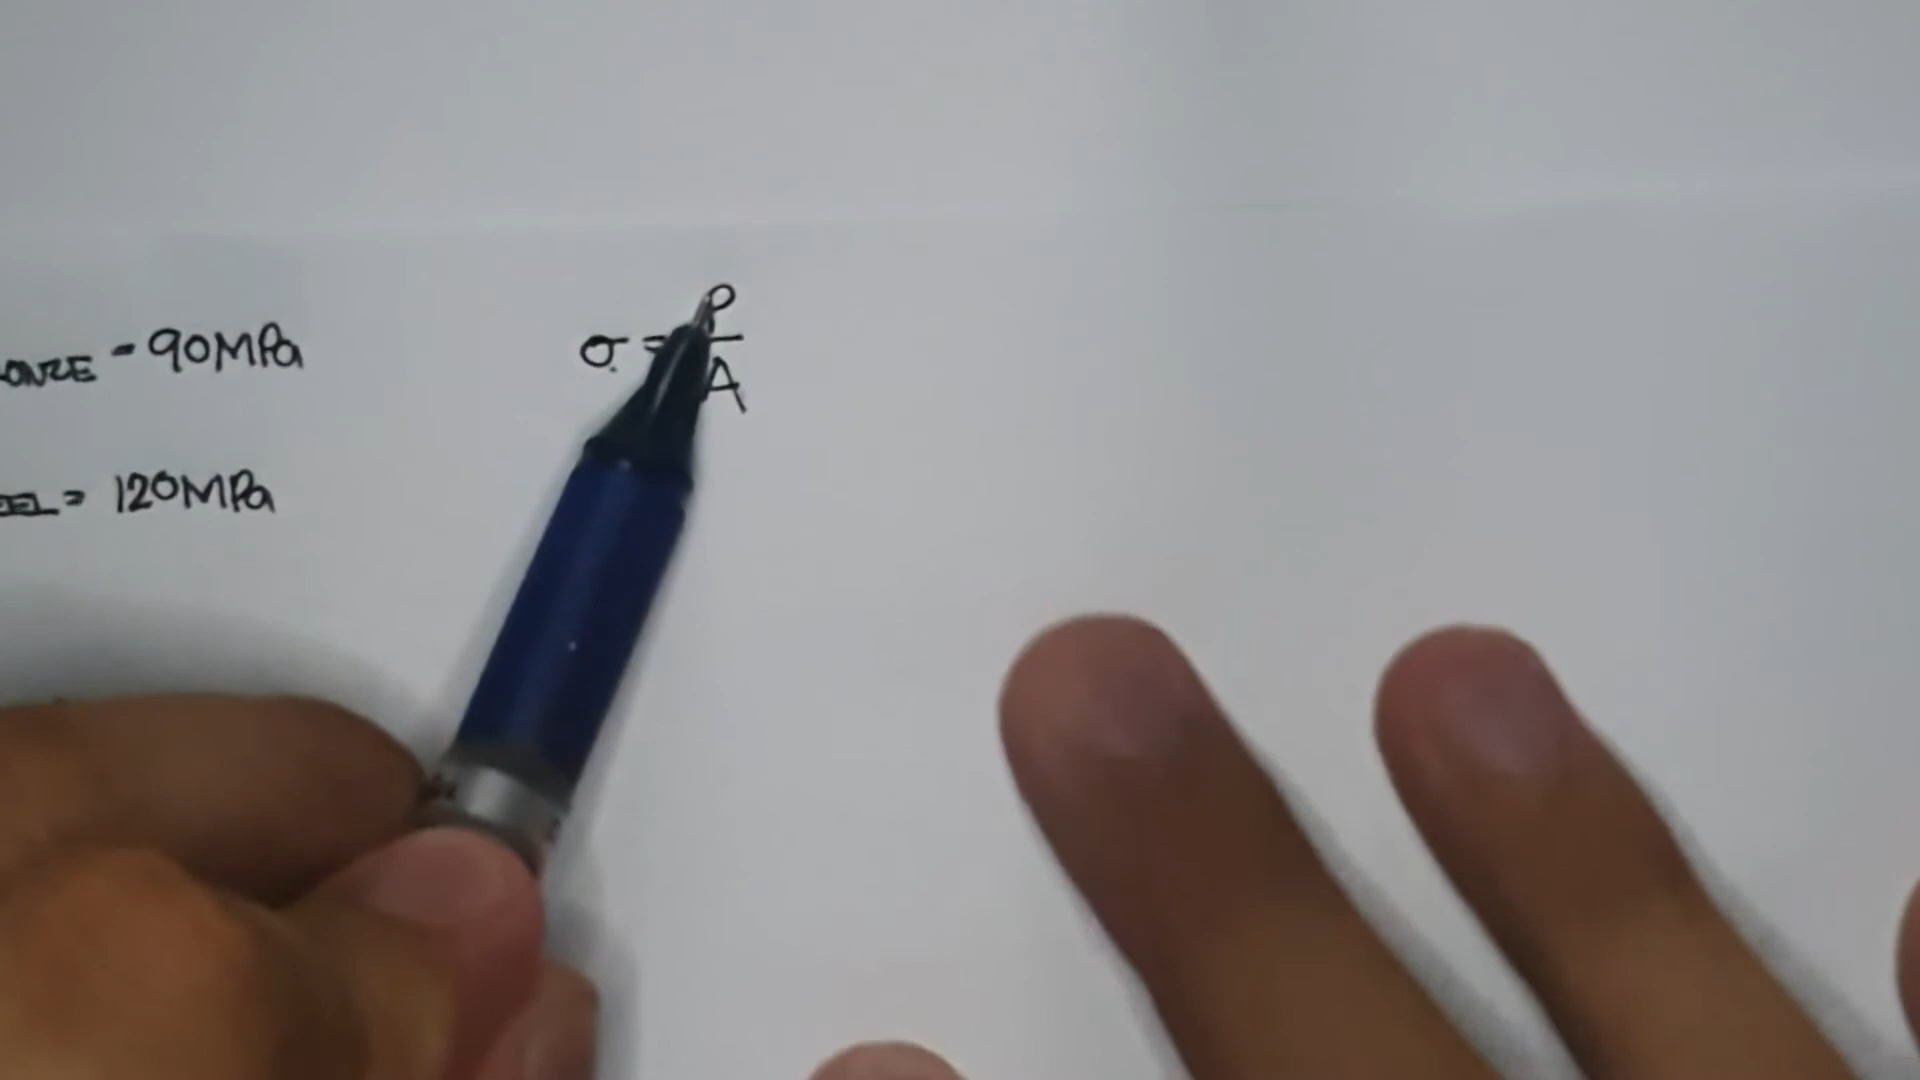 ONZE - 90MPa
σ = P/A
EEL = 120MPa